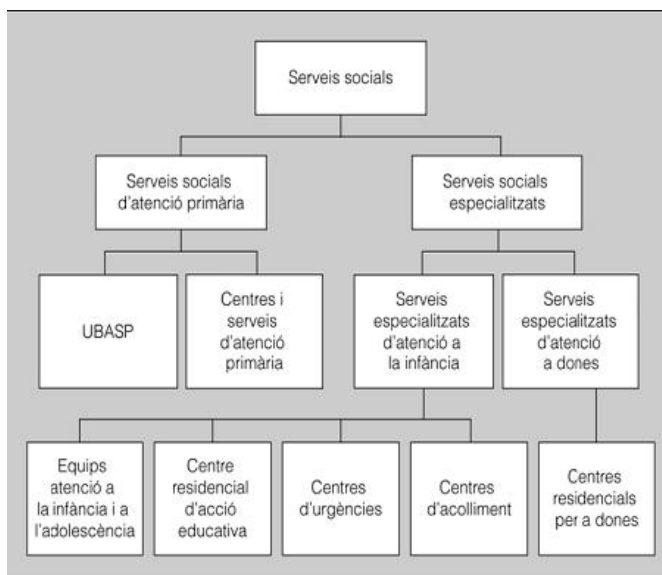 Serveis socials
Serveis socials
d'atenció primària
Serveis socials
especialitzats
UBASP
Centres i
serveis
d'atenció
primària
Serveis
especialitzats
d'atenció a
la infància
Serveis
especialitzats
d'atenció
a dones
Equips
atenció a
la infància i a
l'adolescència
Centre
residencial
d'acció
educativa
Centres
d'urgències
Centres
d'acolliment
Centres
residencials
per a dones